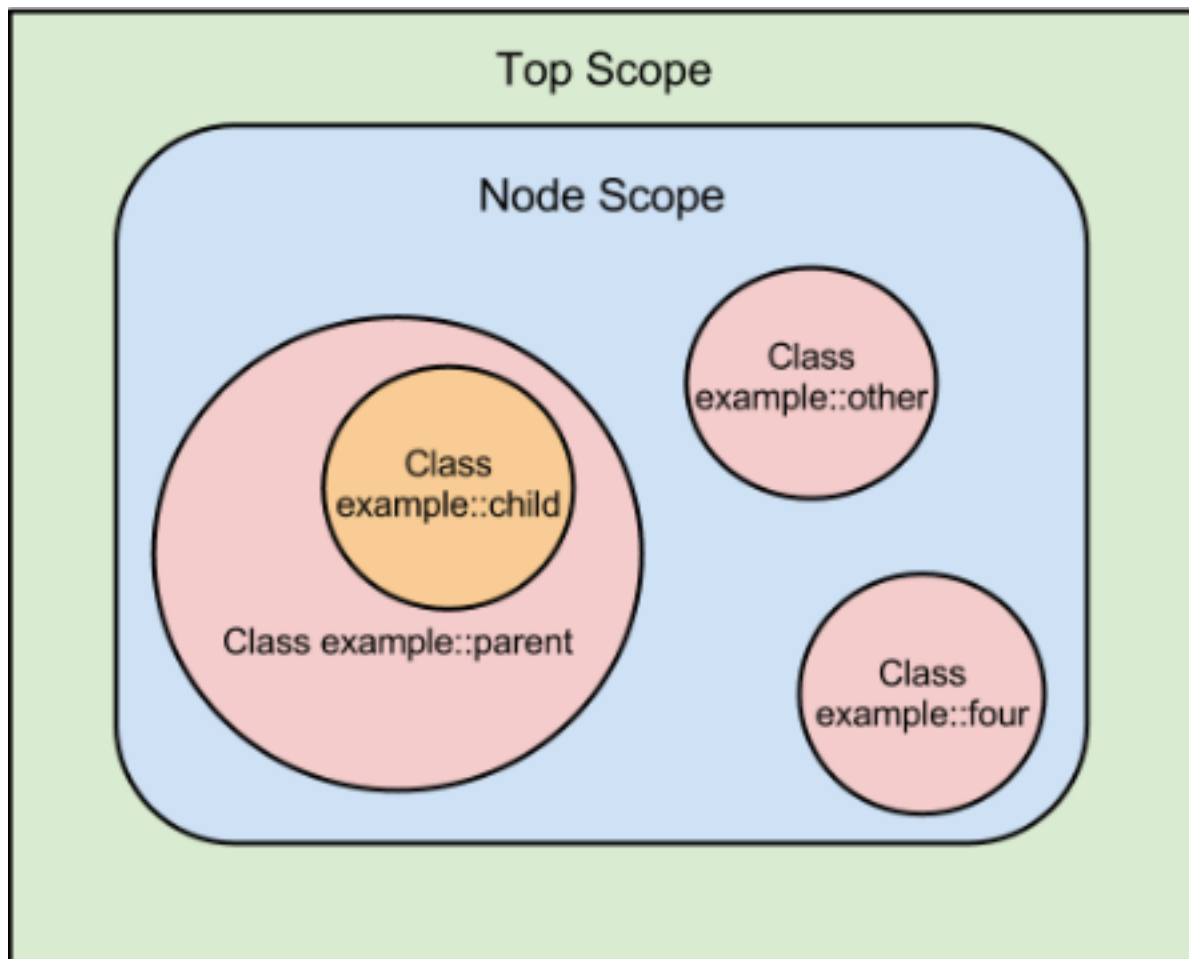 Top Scope
Node Scope
Class
example::other
Class
example::child
Class example::parent
Class
example::four